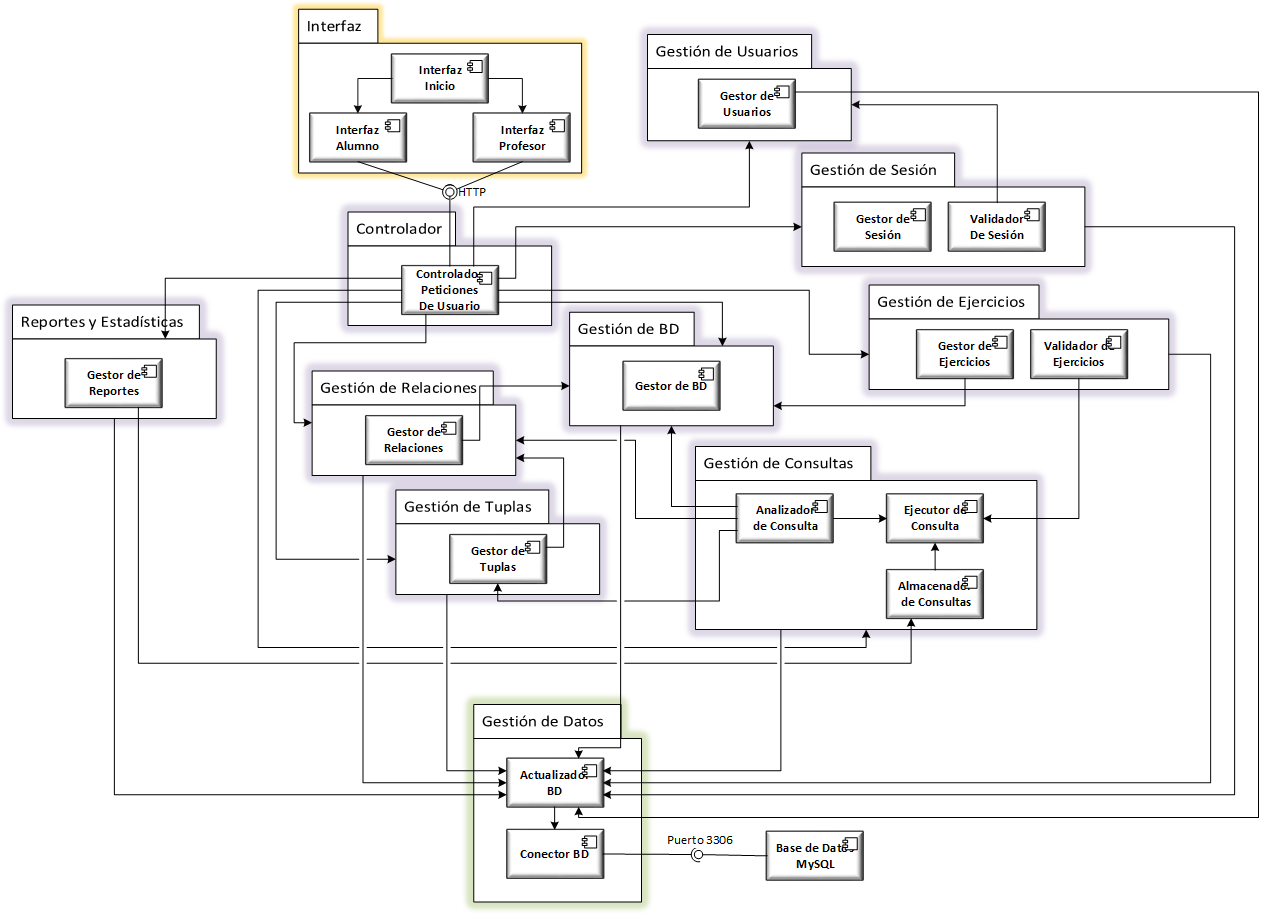 Interfaz
Interfaz
Inicio
Interfaz
Alumno
Interfaz
Profesor
HTTP
Gestión de Usuarios
Gestor de
Usuarios
Gestión de Sesión
Gestor de
Sesión
Validador
De Sesión
Controlador
Controlador
Peticiones
De Usuario
Reportes y Estadísticas
Gestor de
Reportes
Gestión de Ejercicios
Gestor de
Ejercicios
Validador de
Ejercicios
Gestión de BD
Gestor de BD
Gestión de Relaciones
Gestor de
Relaciones
Gestión de Consultas
Analizador
de Consulta
Ejecutor de
Consulta
Almacenador
de Consultas
Gestión de Tuplas
Gestor de
Tuplas
Gestión de Datos
Actualizador
BD
Conector BD
Puerto 3306
Base de Datos
MySQL